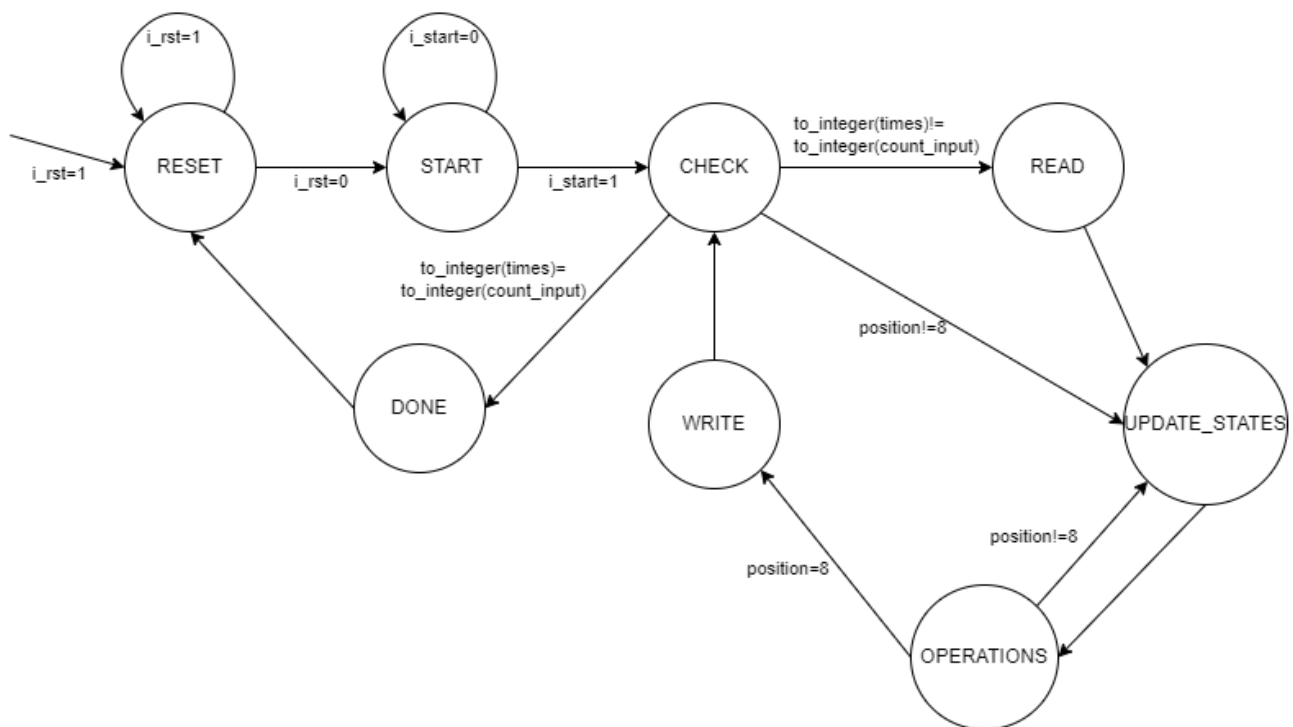 i_rst=1
i_start=0
to_integer(times)!=
to_integer(count_input)
RESET
START
CHECK
READ
i_rst=1
i_rst=0
i_start=1
to_integer(times)=
to_integer(count_input)
position!=8
DONE
WRITE
UPDATE_STATES
position!=8
position=8
OPERATIONS